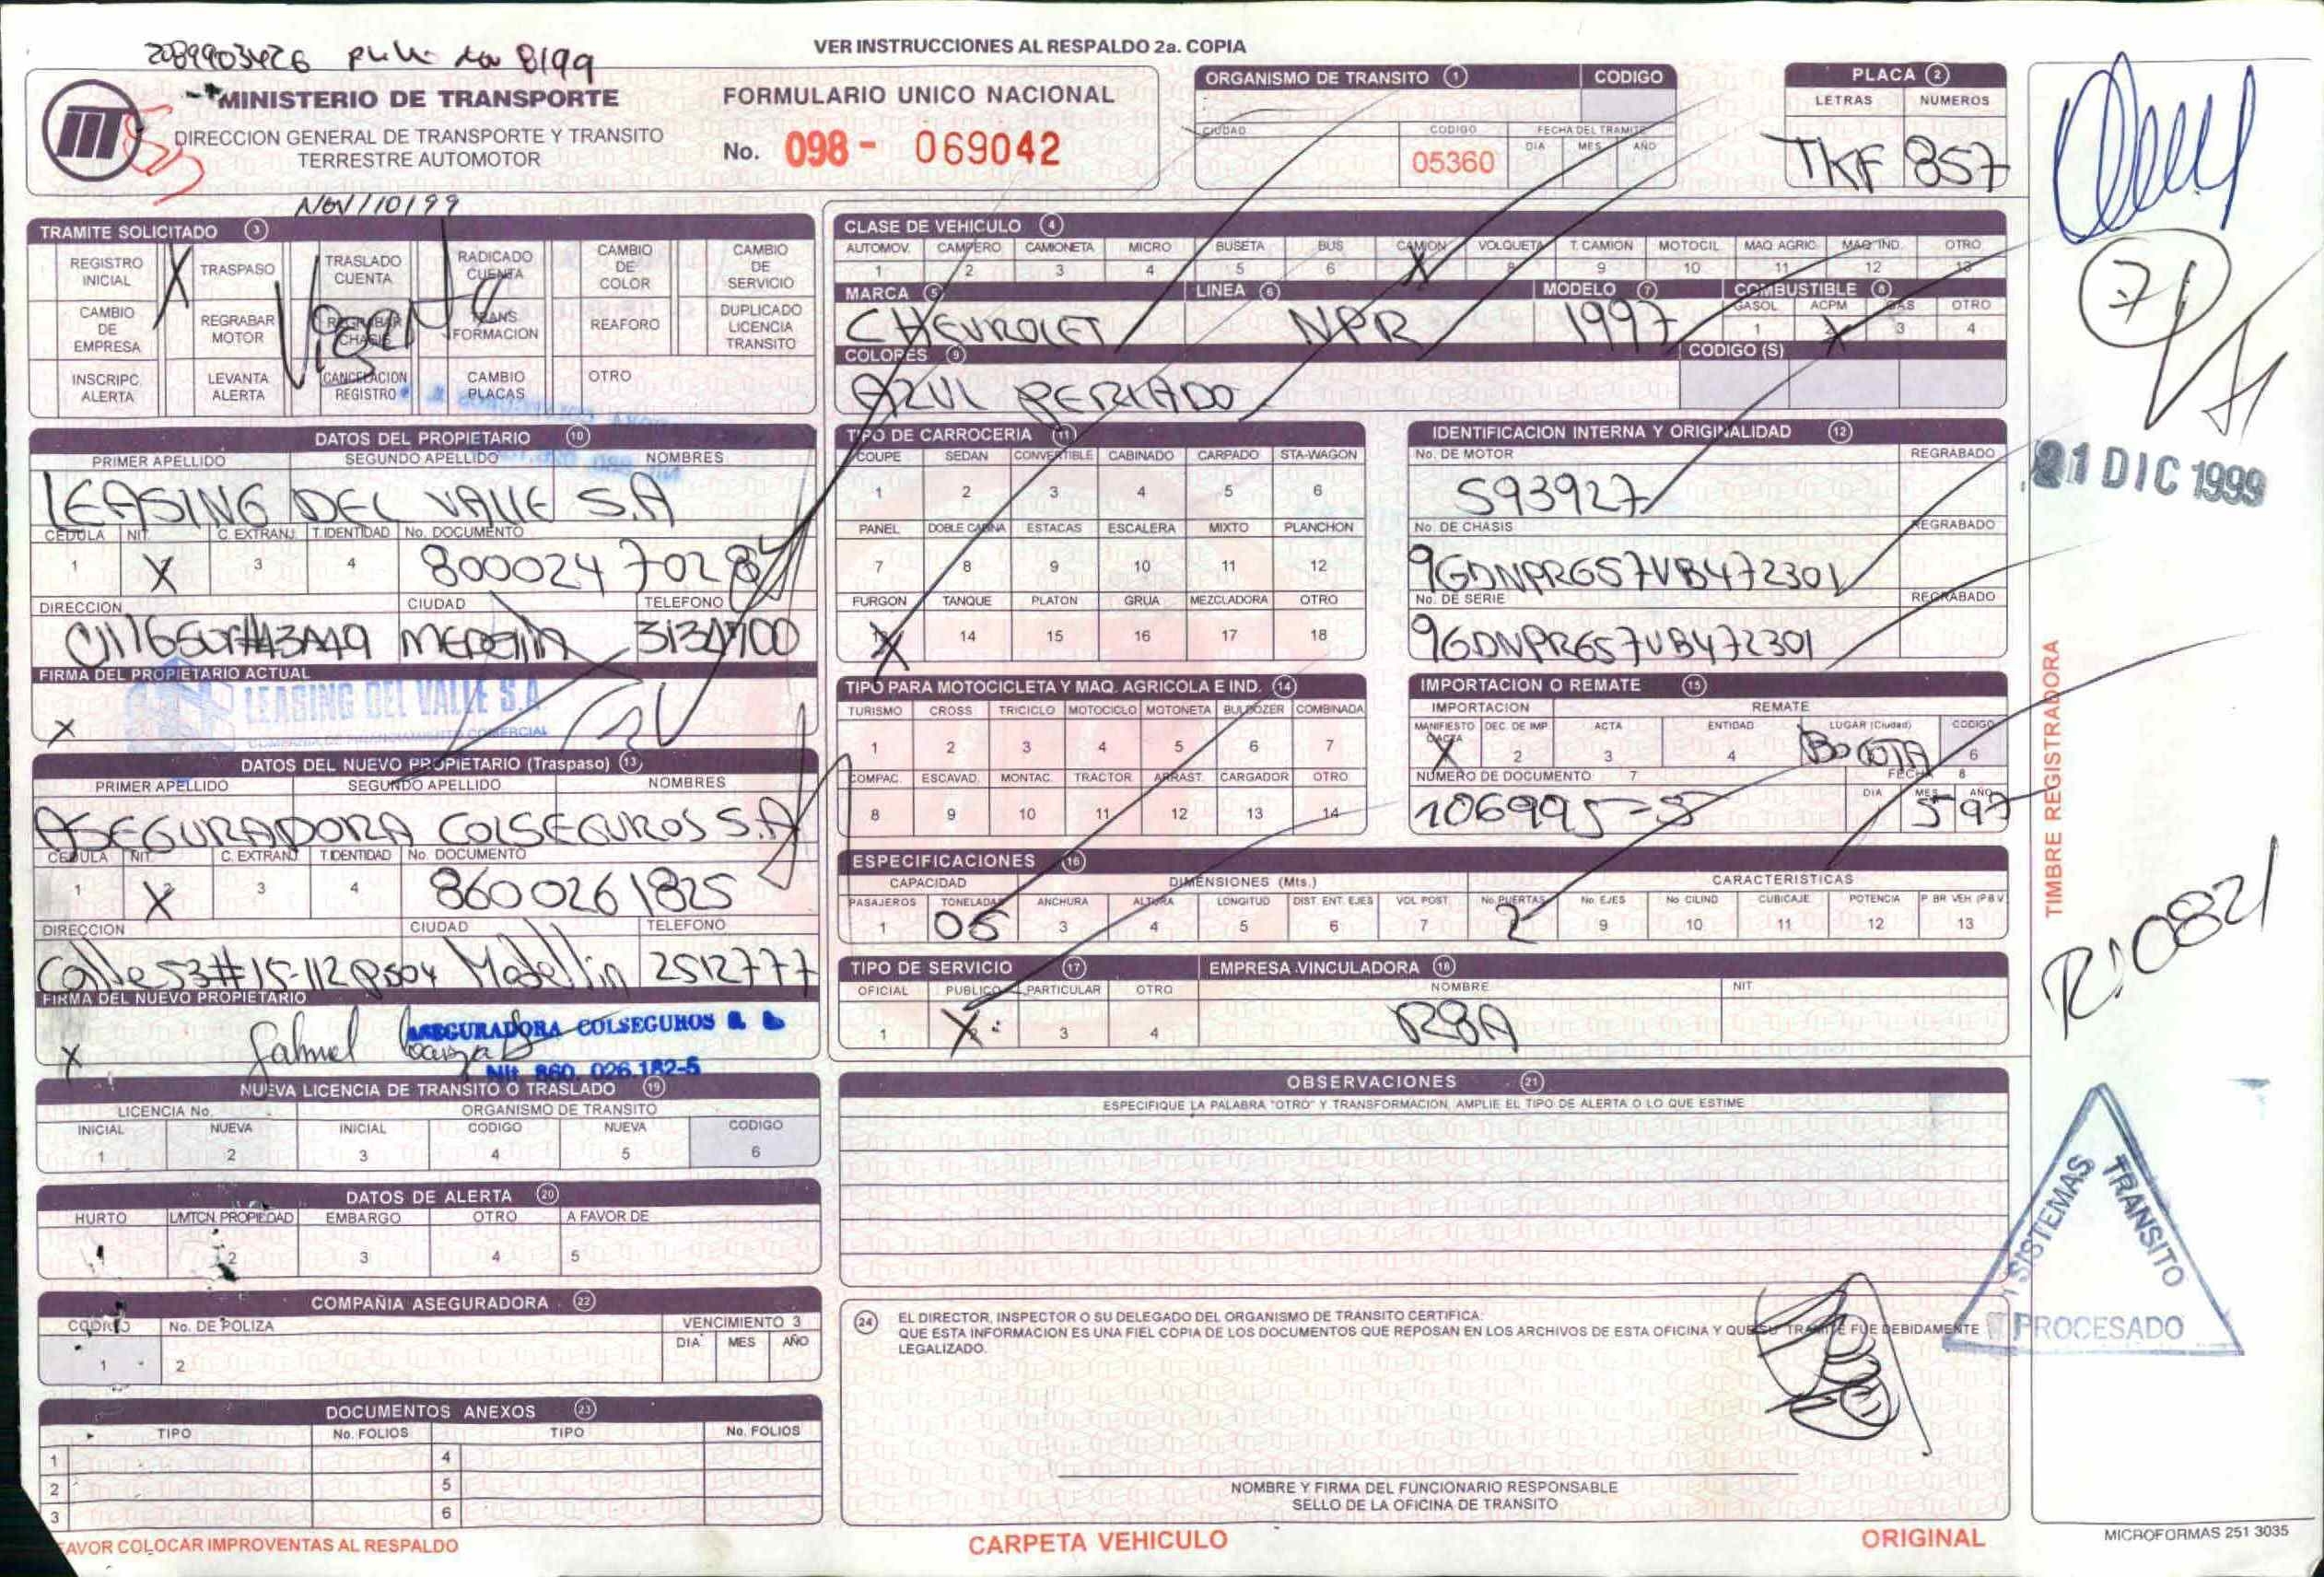 VER INSTRUCCIONES AL RESPALDO 2a. COPIA
2089903426 8199
MINISTERIO DE TRANSPORTE
DIRECCION GENERAL DE TRANSPORTE Y TRANSITO
TERRESTRE AUTOMOTOR
FORMULARIO UNICO NACIONAL
No. 098- 069042
ORGANISMO DE TRANSITO 1 CODIGO
CIUDAD CODIGO FECHA DEL TRAMITE
DIA MES AÑO
05360
PLACA 2
LETRAS NUMEROS
TKF 857
Nov/10/99
TRAMITE SOLICITADO 3
REGISTRO INICIAL X TRASPASO TRASLADO CUENTA RADICADO CUENTA CAMBIO DE COLOR CAMBIO DE SERVICIO
CAMBIO DE EMPRESA REGRABAR MOTOR REGRABAR CHASIS TRANSFORMACION REAFORO DUPLICADO LICENCIA TRANSITO
Vigente
INSCRIPC. ALERTA LEVANTA ALERTA CANCELACION REGISTRO CAMBIO PLACAS OTRO
CLASE DE VEHICULO 4
AUTOMOV. CAMPERO CAMIONETA MICRO BUSETA BUS CAMION VOLQUETA T. CAMION MOTOCIL MAQ AGRIC. MAQ IND. OTRO
1 2 3 4 5 6 X 8 9 10 11 12 13
MARCA 5 LINEA 6 MODELO 7 COMBUSTIBLE 8
GASOL ACPM GAS OTRO
1 X 3 4
CHEVROLET NPR 1997
COLORES 9 CODIGO (S)
AZUL PERLADO
DATOS DEL PROPIETARIO 10
PRIMER APELLIDO SEGUNDO APELLIDO NOMBRES
LEASING DEL VALLE S.A
CEDULA NIT. C. EXTRANJ. T. IDENTIDAD No. DOCUMENTO
1 X 3 4 8000247028
DIRECCION CIUDAD TELEFONO
Medellin 3131700
FIRMA DEL PROPIETARIO ACTUAL
LEASING DEL VALLE S.A
COMPAÑIA DE FINANCIAMIENTO COMERCIAL
X
DATOS DEL NUEVO PROPIETARIO (Traspaso) 13
PRIMER APELLIDO SEGUNDO APELLIDO NOMBRES
ASEGURADORA COLSEGUROS S.A
CEDULA NIT. C. EXTRANJ. T. IDENTIDAD No. DOCUMENTO
1 X 3 4 8600261825
DIRECCION CIUDAD TELEFONO
Calle 53#15-112 Medellin 2512777
FIRMA DEL NUEVO PROPIETARIO
ASEGURADORA COLSEGUROS S. A.
X
Nit 860. 026.182-5
TIPO DE CARROCERIA 11
COUPE SEDAN CONVERTIBLE CABINADO CARPADO STA-WAGON
1 2 3 4 5 6
PANEL DOBLE CABINA ESTACAS ESCALERA MIXTO PLANCHON
7 8 9 10 11 12
FURGON TANQUE PLATON GRUA MEZCLADORA OTRO
X 14 15 16 17 18
IDENTIFICACION INTERNA Y ORIGINALIDAD 12
No. DE MOTOR REGRABADO
593927
No. DE CHASIS REGRABADO
9GDNPR657VB472301
No. DE SERIE REGRABADO
9GDNPR657VB472301
TIPO PARA MOTOCICLETA Y MAQ. AGRICOLA E IND. 14
TURISMO CROSS TRICICLO MOTOCICLO MOTONETA BULDOZER COMBINADA
1 2 3 4 5 6 7
COMPAC. ESCAVAD. MONTAC. TRACTOR ARRAST. CARGADOR OTRO
8 9 10 11 12 13 14
IMPORTACION O REMATE 15
IMPORTACION REMATE
MANIFIESTO DEC. DE IMP. ACTA ENTIDAD LUGAR (Ciudad) CODIGO
X 2 3 4 BOGOTA 6
NUMERO DE DOCUMENTO 7 FECHA 8
DIA MES AÑO
106995-5 5 97
ESPECIFICACIONES 16
CAPACIDAD DIMENSIONES (Mts.) CARACTERISTICAS
PASAJEROS TONELADAS ANCHURA ALTURA LONGITUD DIST. ENT. EJES VOL. POST. No. PUERTAS No. EJES No. CILIND CUBICAJE POTENCIA P BR VEH (P B V)
1 05 3 4 5 6 7 2 9 10 11 12 13
TIPO DE SERVICIO 17
OFICIAL PUBLICO PARTICULAR OTRO
1 X 3 4
EMPRESA VINCULADORA 18
NOMBRE NIT
NUEVA LICENCIA DE TRANSITO O TRASLADO 19
LICENCIA No. ORGANISMO DE TRANSITO
INICIAL NUEVA INICIAL CODIGO NUEVA CODIGO
1 2 3 4 5 6
DATOS DE ALERTA 20
HURTO LMTCN. PROPIEDAD EMBARGO OTRO A FAVOR DE
1 2 3 4 5
COMPAÑIA ASEGURADORA 22
CODIGO No. DE POLIZA VENCIMIENTO 3
DIA MES AÑO
1 2
DOCUMENTOS ANEXOS 23
TIPO No. FOLIOS TIPO No. FOLIOS
1 4
2 5
3 6
OBSERVACIONES 21
ESPECIFIQUE LA PALABRA "OTRO" Y TRANSFORMACION, AMPLIE EL TIPO DE ALERTA O LO QUE ESTIME
24 EL DIRECTOR, INSPECTOR O SU DELEGADO DEL ORGANISMO DE TRANSITO CERTIFICA:
QUE ESTA INFORMACION ES UNA FIEL COPIA DE LOS DOCUMENTOS QUE REPOSAN EN LOS ARCHIVOS DE ESTA OFICINA Y QUE SU TRAMITE FUE DEBIDAMENTE
LEGALIZADO.
NOMBRE Y FIRMA DEL FUNCIONARIO RESPONSABLE
SELLO DE LA OFICINA DE TRANSITO
FAVOR COLOCAR IMPROVENTAS AL RESPALDO
CARPETA VEHICULO
ORIGINAL
21 DIC 1999
TIMBRE REGISTRADORA
SISTEMAS TRANSITO
PROCESADO
MICROFORMAS 251 3035